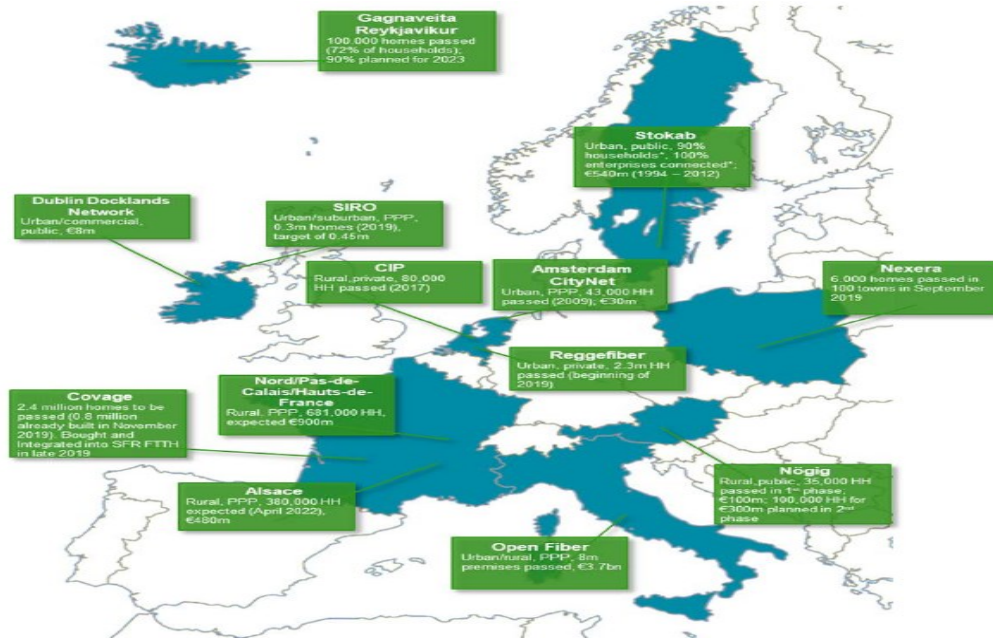 Gagnaveita
Reykjavikur
100.000 homes passed
(72% of households);
90% planned for 2023
Stokab
Urban, public, 90%
households*, 100%
enterprises connected*;
€540m (1994 – 2012)
Dublin Docklands
Network
Urban/commercial,
public, €8m
SIRO
Urban/suburban, PPP,
0.3m homes (2019),
target of 0.45m
CIP
Rural,private, 80,000
HH passed (2017)
Amsterdam
CityNet
Urban, PPP, 43,000 HH
passed (2009); €30m
Nexera
6.000 homes passed in
100 towns in September
2019
Reggefiber
Urban, private, 2.3m HH
passed (beginning of
2019)
Nord/Pas-de-
Calais/Hauts-de-
France
Rural, PPP, 681,000 HH,
expected €900m
Covage
2.4 million homes to be
passed (0.8 million
already built in November
2019). Bought and
Integrated into SFR FTTH
in late 2019
Alsace
Rural, PPP, 380,000 HH
expected (April 2022),
€480m
Nögig
Rural,public, 35,000 HH
passed in 1st phase;
€100m; 100,000 HH for
€300m planned in 2nd
phase
Open Fiber
Urban/rural, PPP, 8m
premises passed, €3.7bn